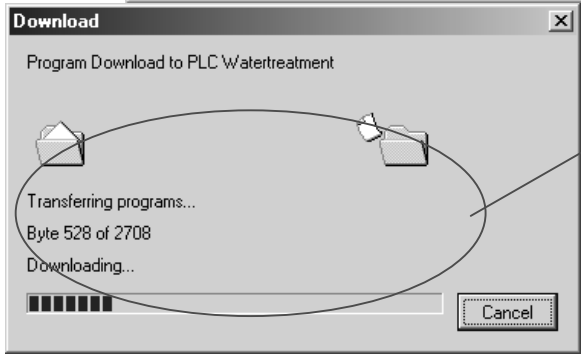 Download
Program Download to PLC Watertreatment
Transferring programs...
Byte 528 of 2708
Downloading...
Cancel